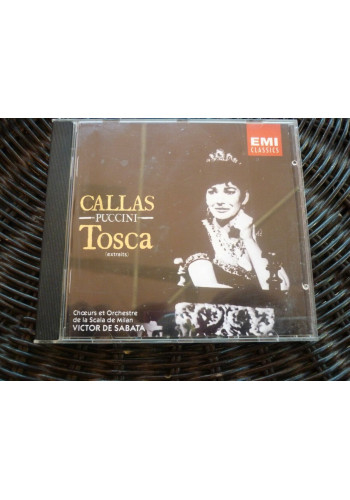 EMI
CLASSICS
CALLAS
PUCCINI
Tosca
(extraits)
Chœurs et Orchestre
de la Scala de Milan
VICTOR DE SABATA